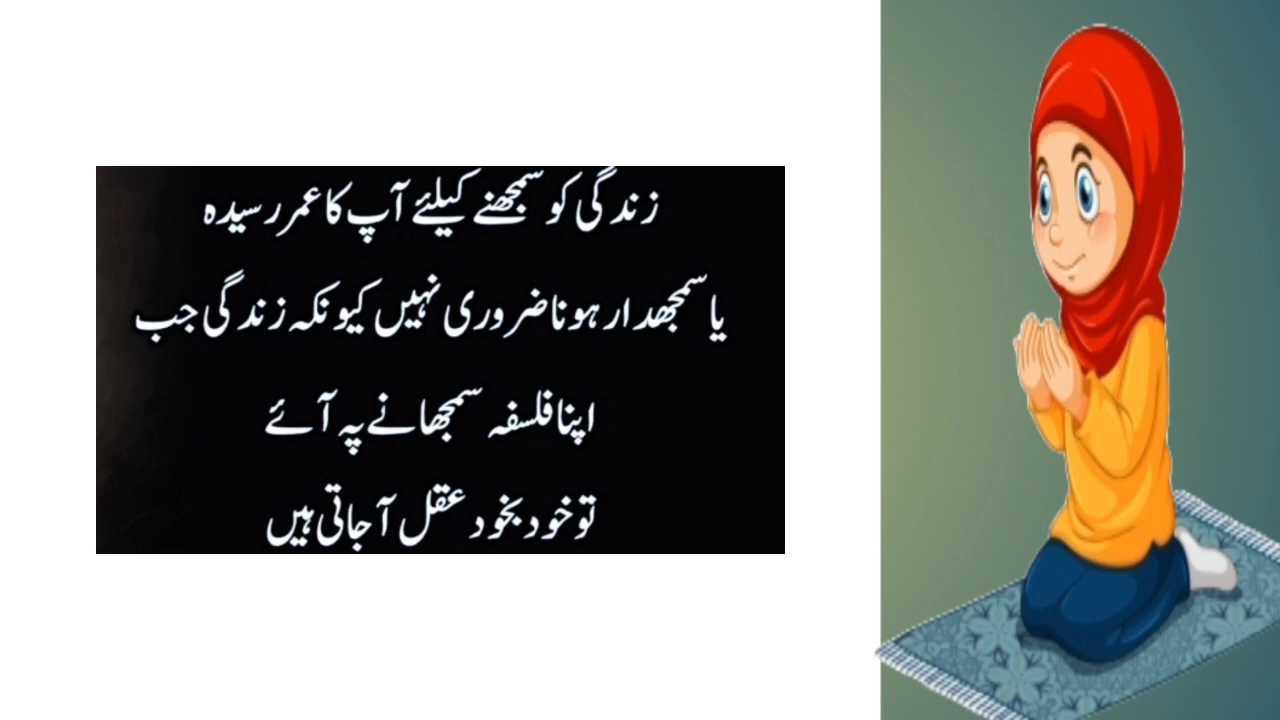 زندگی کو سمجھنے کیلئے آپ کا عمر رسیدہ
یا سمجھدار ہونا ضروری نہیں کیونکہ زندگی جب
اپنا فلسفہ سمجھانے پہ آئے
تو خود بخود عقل آ جاتی ہیں